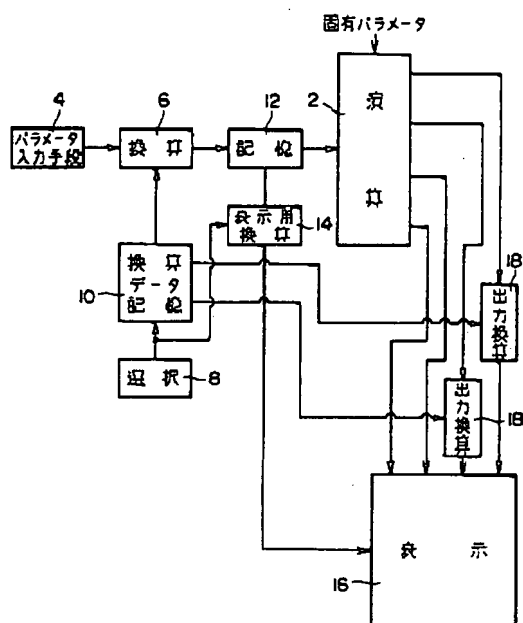 固有パラメータ
4
パラメータ
入力手段
6
換算
12
記憶
2
演
算
表示用
換算
14
換算
データ
記憶
10
選択
8
18
出力換算
出力換算
18
表示
16